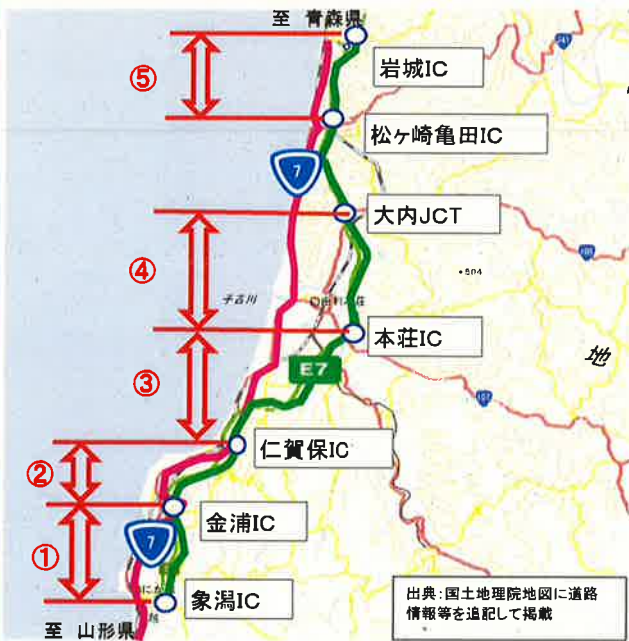 至 青森県
⑤
岩城IC
松ヶ崎亀田IC
7
大内JCT
④
子吉川
本荘IC
E7
③
仁賀保IC
②
金浦IC
①
7
象潟IC
至 山形県
出典:国土地理院地図に道路
情報等を追記して掲載